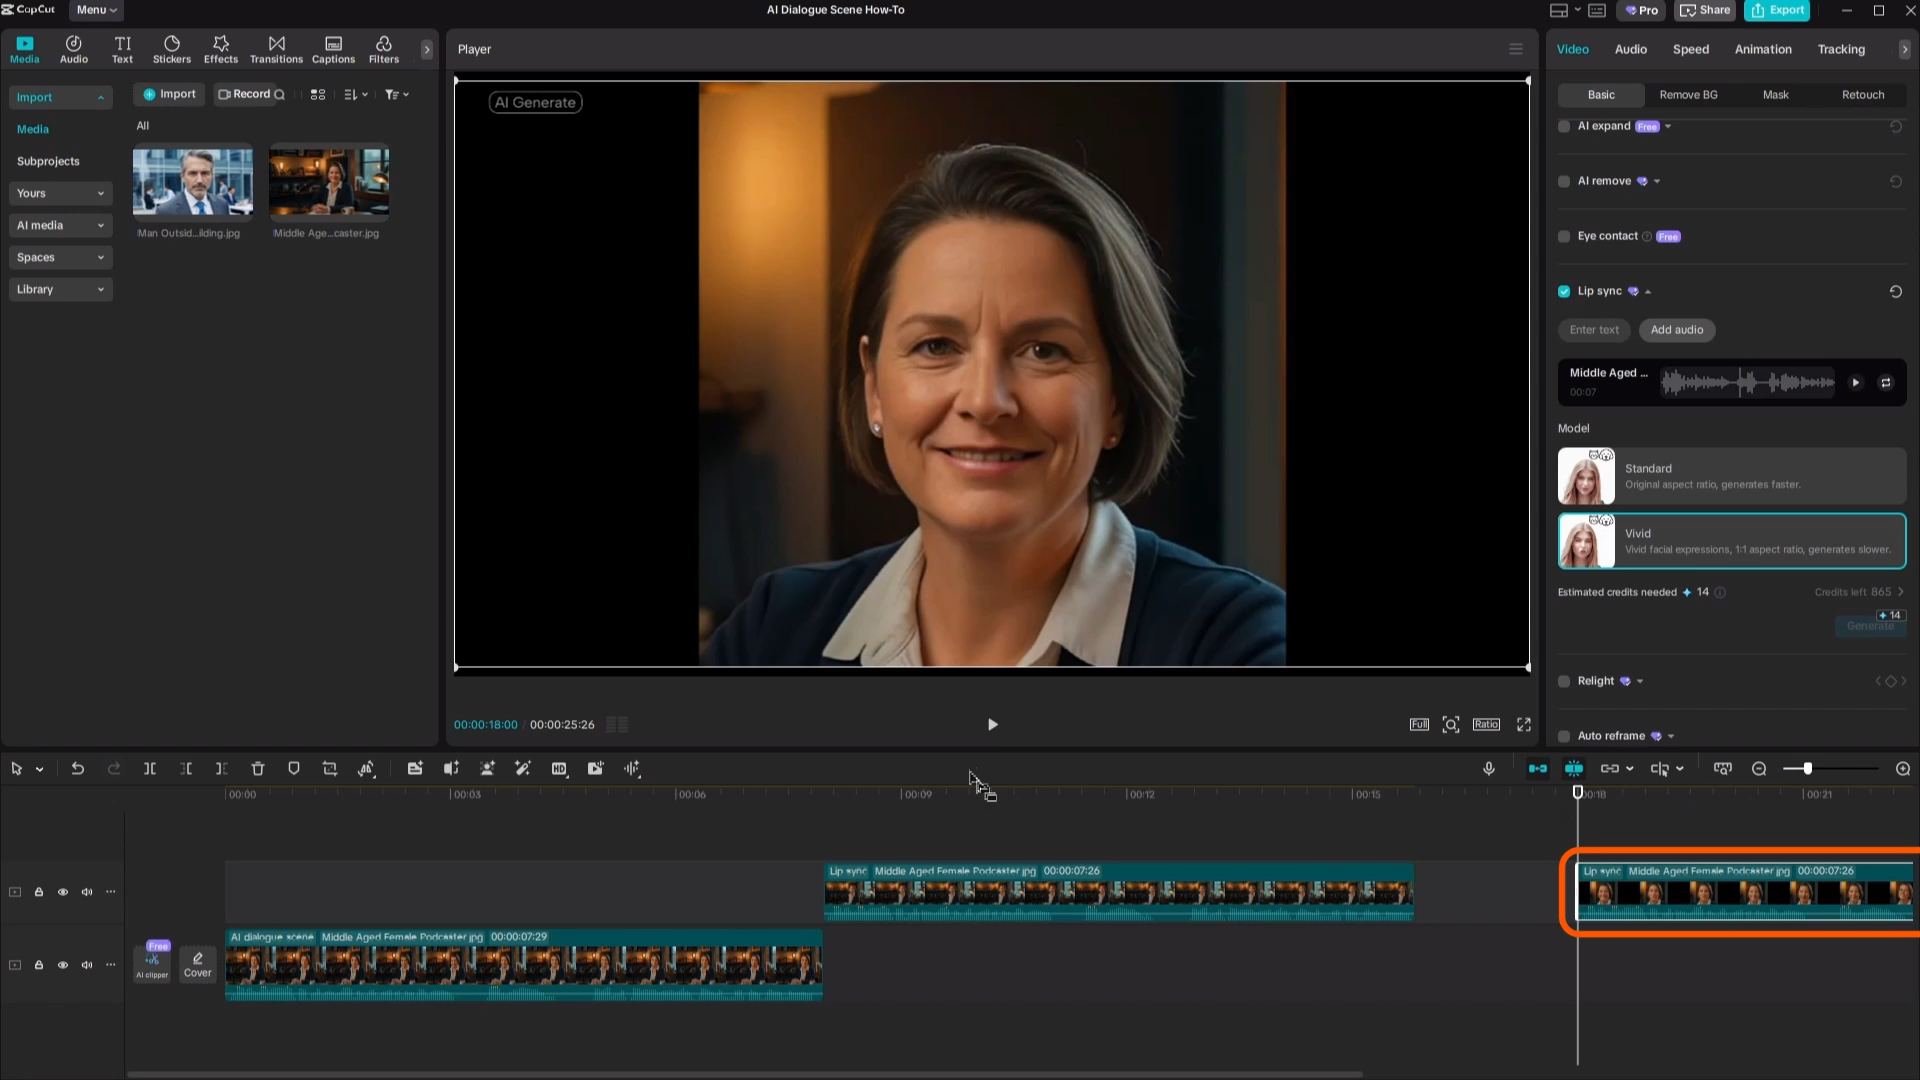 CapCut
Menu
AI Dialogue Scene How-To
Pro
Share
Export
Media
Audio
Text
Stickers
Effects
Transitions
Captions
Filters
Import
Media
Subprojects
Yours
AI media
Spaces
Library
Import
Record
All
Man Outsid...ilding.jpg
Middle Age...caster.jpg
Player
AI Generate
00:00:18:00 / 00:00:25:26
Full
Ratio
Video
Audio
Speed
Animation
Tracking
Basic
Remove BG
Mask
Retouch
AI expand Free
AI remove
Eye contact Free
Lip sync
Enter text
Add audio
Middle Aged ...
00:07
Model
Standard
Original aspect ratio, generates faster.
Vivid
Vivid facial expressions, 1:1 aspect ratio, generates slower.
Estimated credits needed 14
Credits left 865
14
Generate
Relight
Auto reframe
HD
00:00
00:03
00:06
00:09
00:12
00:15
00:18
00:21
Lip sync Middle Aged Female Podcaster.jpg 00:00:07:26
Lip sync Middle Aged Female Podcaster.jpg 00:00:07:26
Free
AI clipper
Cover
AI dialogue scene Middle Aged Female Podcaster.jpg 00:00:07:29